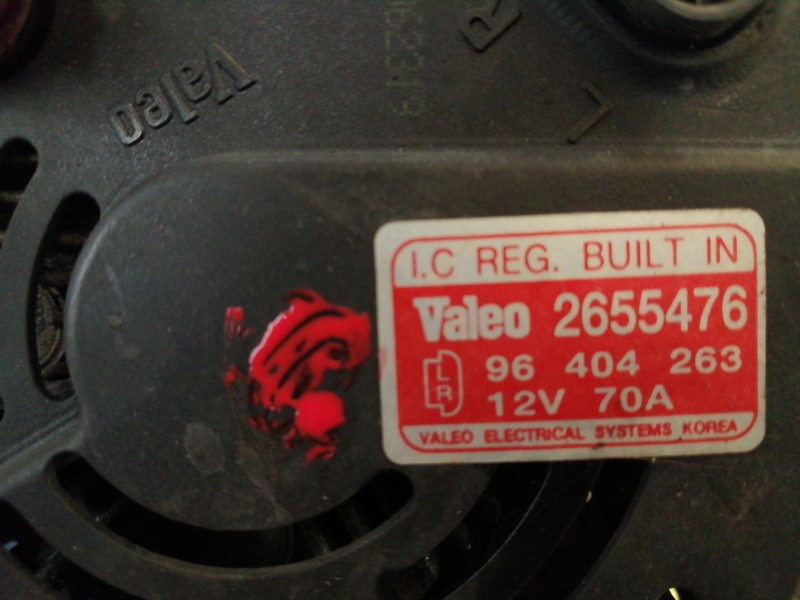 R
L
Valeo
I.C REG. BUILT IN
Valeo 2655476
L
R
96 404 263
12V 70A
VALEO ELECTRICAL SYSTEMS KOREA